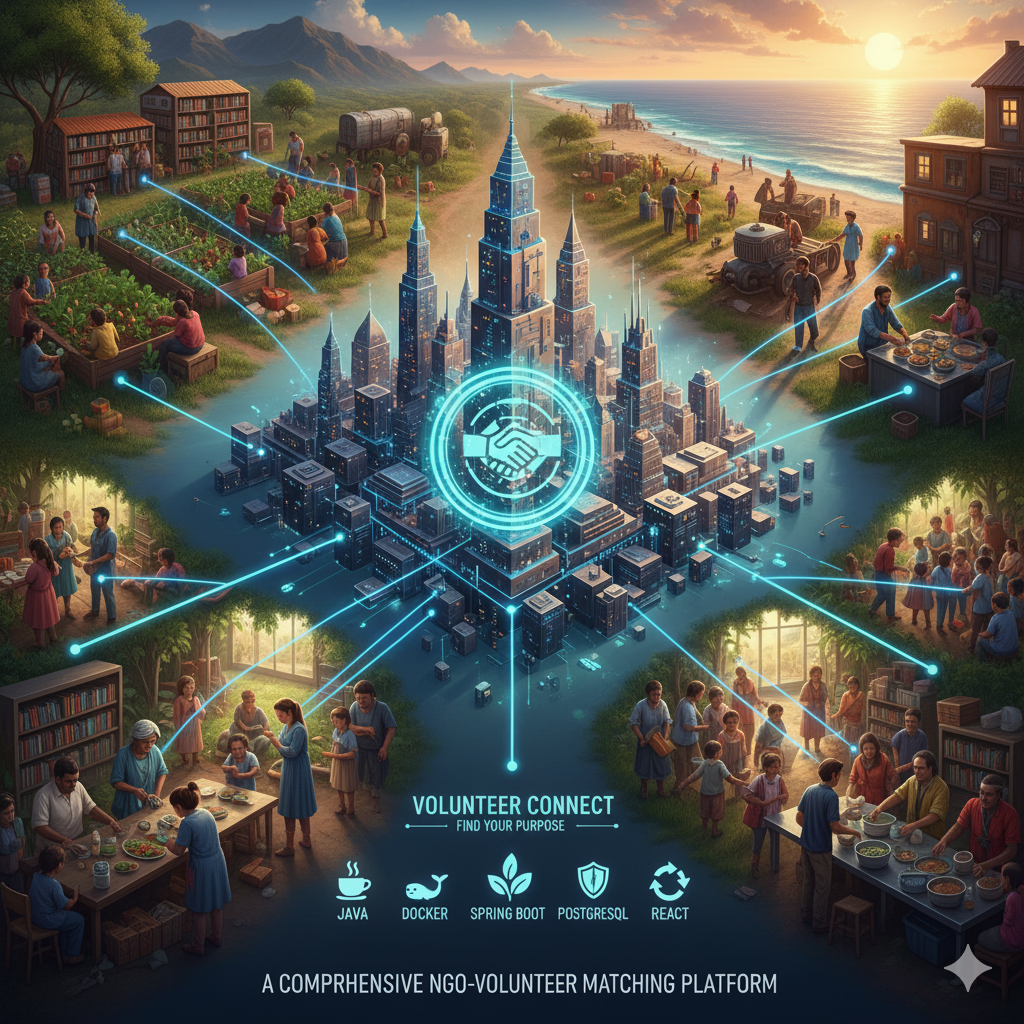 VOLUNTEER CONNECT
FIND YOUR PURPOSE
JAVA DOCKER SPRING BOOT POSTGRESQL REACT
A COMPRHENSIVE NGO-VOLUNTEER MATCHING PLATFORM